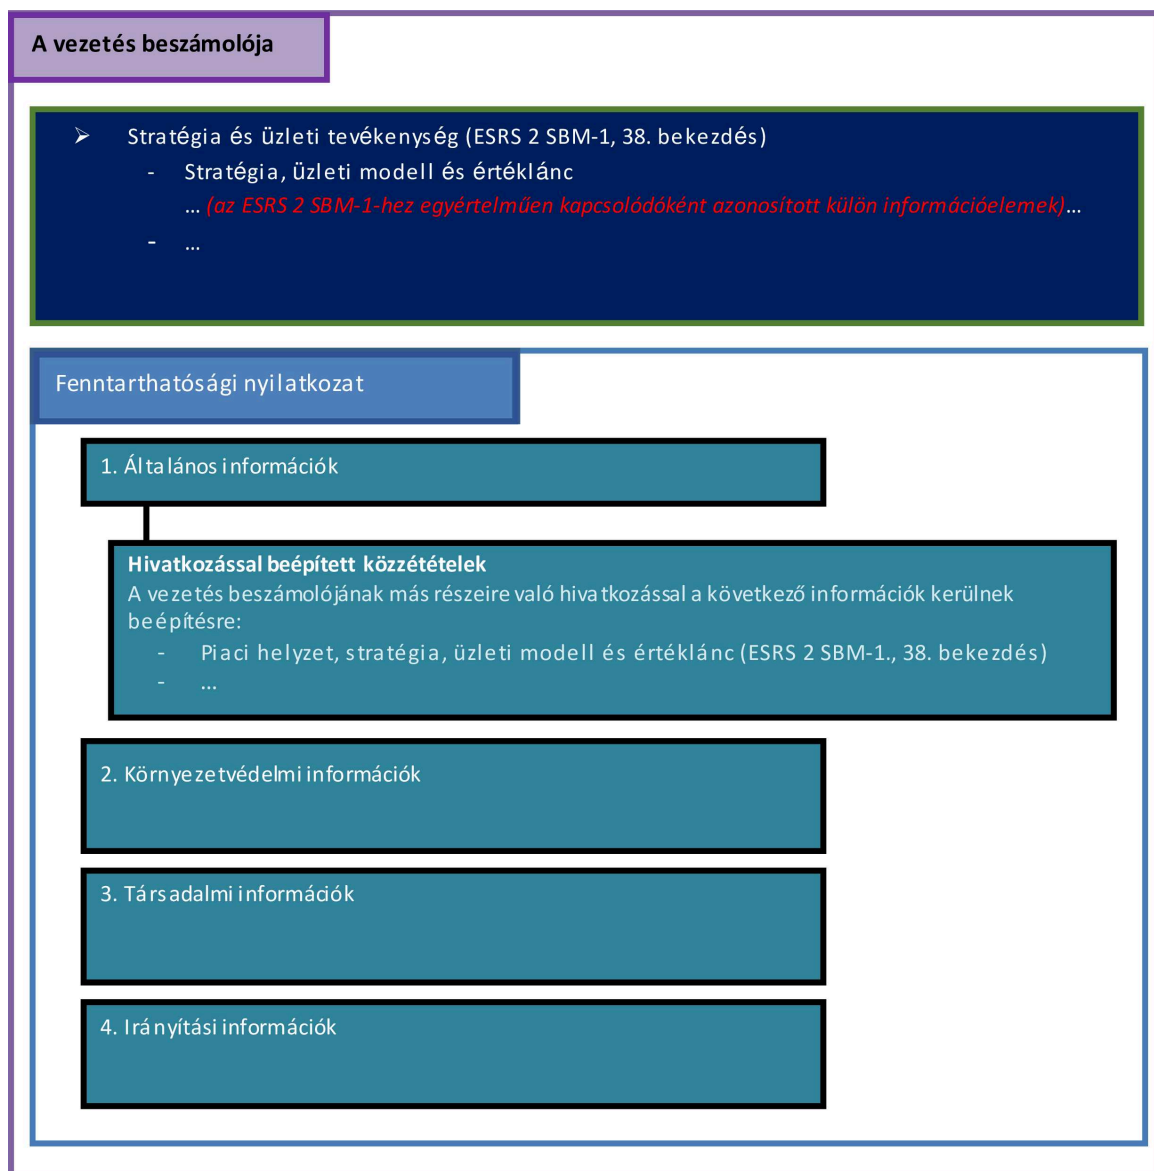 A vezetés beszámolója
➢ Stratégia és üzleti tevékenység (ESRS 2 SBM-1, 38. bekezdés)
- Stratégia, üzleti modell és értéklánc
... (az ESRS 2 SBM-1-hez egyértelműen kapcsolódóként azonosított külön információelemek)...
- ...
Fenntarthatósági nyilatkozat
1. Általános információk
Hivatkozással beépített közzétételek
A vezetés beszámolójának más részeire való hivatkozással a következő információk kerülnek
beépítésre:
- Piaci helyzet, stratégia, üzleti modell és értéklánc (ESRS 2 SBM-1., 38. bekezdés)
- ...
2. Környezetvédelmi információk
3. Társadalmi információk
4. Irányítási információk